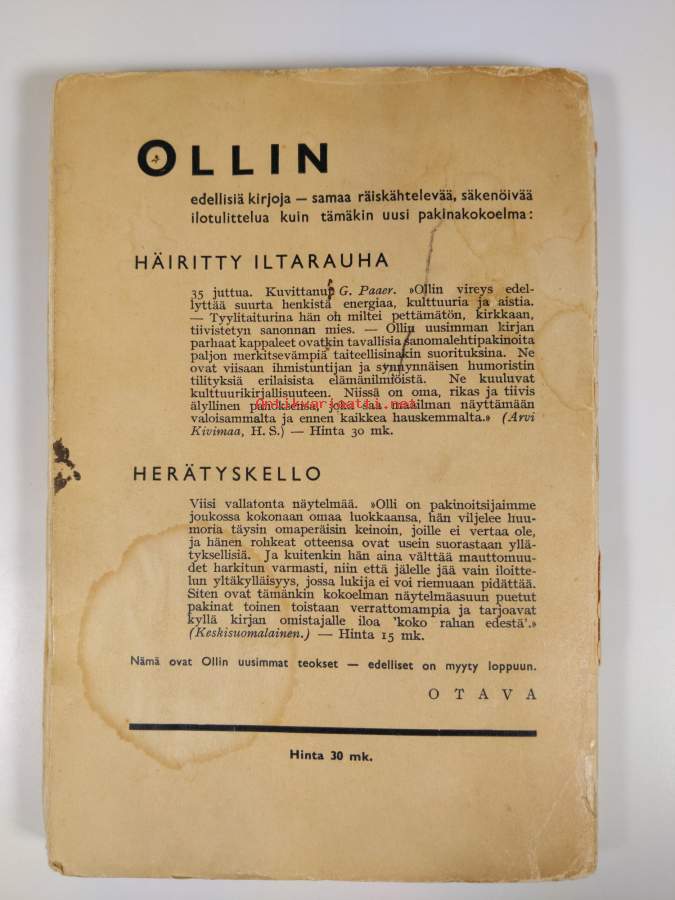 OLLIN
edellisiä kirjoja — samaa räiskähtelevää, säkenöivää
ilotulittelua kuin tämäkin uusi pakinakokoelma:
HÄIRITTY ILTARAUHA
35 juttua. Kuvittanut G. Paaer. »Ollin vireys edel-
lyttää suurta henkistä energiaa, kulttuuria ja aistia.
— Tyylitaiturina hän oh miltei pettämätön, kirkkaan,
tiivistetyn sanonnan mies. — Ollin uusimman kirjan
parhaat kappaleet ovatkin tavallisia sanomalehtipakinoita
paljon merkitsevämpiä taiteellisinakin suorituksina. Ne
ovat viisaan ihmistuntijan ja synnynnäisen humoristin
tilityksiä erilaisista elämänilmiöistä. Ne kuuluvat
kulttuurikirjallisuuteen. Niissä on oma, rikas ja tiivis
älyllinen panoksensa, joka saa maailman näyttämään
Antikvariaatti.net
valoisammalta ja ennen kaikkea hauskemmalta.» (Arvi
Kivimaa, H. S.) — Hinta 30 mk.
HERÄTYSKELLO
Viisi vallatonta näytelmää. »Olli on pakinoitsijaimme
joukossa kokonaan omaa luokkaansa, hän viljelee huu-
moria täysin omaperäisin keinoin, joille ei vertaa ole,
ja hänen rohkeat otteensa ovat usein suorastaan yllä-
tyksellisiä. Ja kuitenkin hän aina välttää mauttomuu-
det harkitun varmasti, niin että jälelle jää vain iloitte-
lun yltäkylläisyys, jossa lukija ei voi riemuaan pidättää.
Siten ovat tämänkin kokoelman näytelmäasuun puetut
pakinat toinen toistaan verrattomampia ja tarjoavat
kyllä kirjan omistajalle iloa 'koko rahan edestä'.»
(Keskisuomalainen.) — Hinta 15 mk.
Nämä ovat Ollin uusimmat teokset — edelliset on myyty loppuun.
OTAVA
Hinta 30 mk.